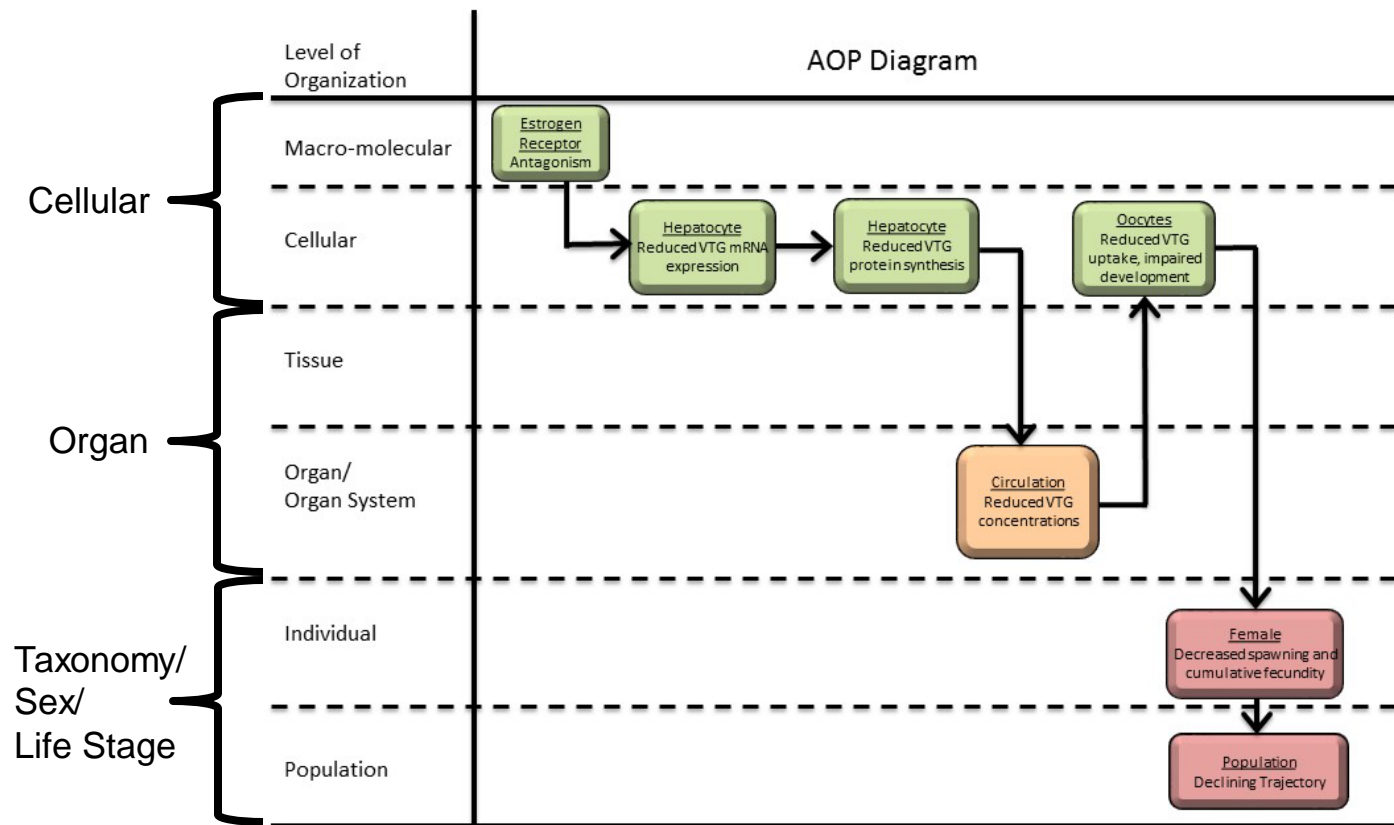 Level of
Organization
AOP Diagram
Cellular
Macro-molecular
Estrogen
Receptor
Antagonism
Cellular
Hepatocyte
Reduced VTG mRNA
expression
Hepatocyte
Reduced VTG
protein synthesis
Oocytes
Reduced VTG
uptake, impaired
development
Organ
Tissue
Organ/
Organ System
Circulation
Reduced VTG
concentrations
Taxonomy/
Sex/
Life Stage
Individual
Female
Decreased spawning and
cumulative fecundity
Population
Population
Declining Trajectory